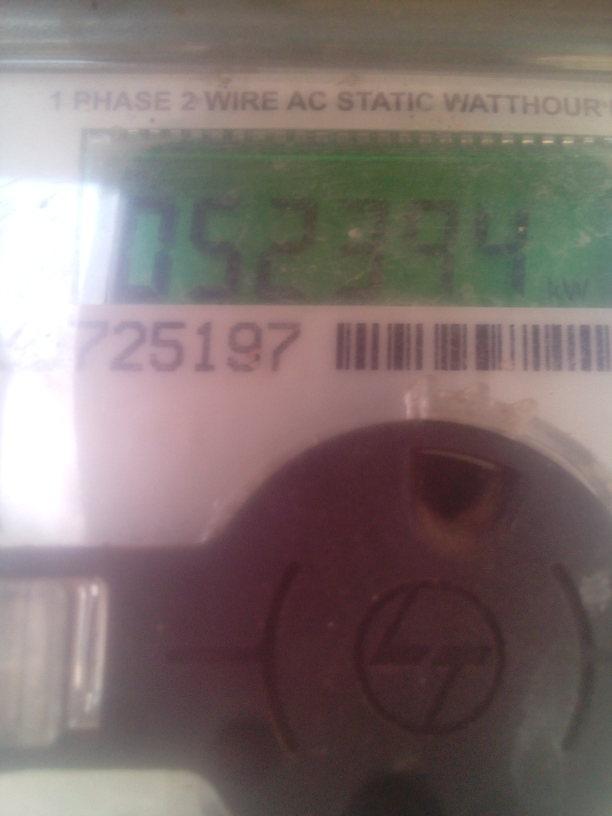 1 PHASE 2 WIRE AC STATIC WATTHOUR
052394
kW
725197